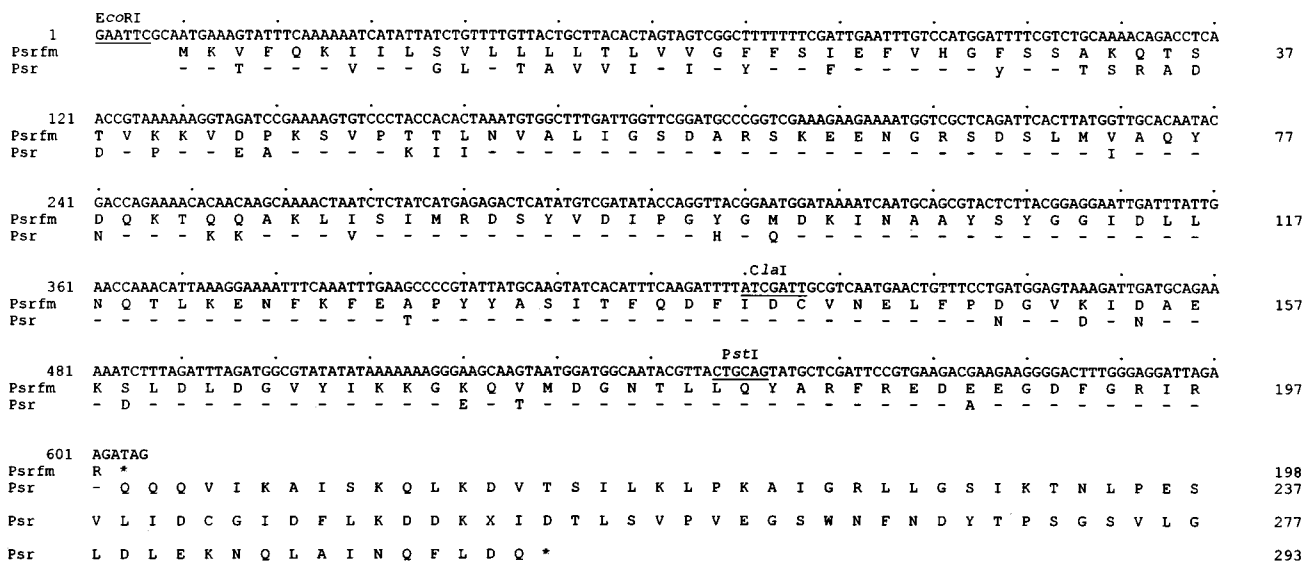 EcoRI
1 GAATTCGCAATGAAAGTATTTCAAAAAATCATATTATCTGTTTTGTTACTGCTTACACTAGTAGTCGGCTTTTTTTCGATTGAATTTGTCCATGGATTTTCGTCTGCAAAACAGACCTCA
Psrfm M K V F Q K I I L S V L L L L T L V V G F F S I E F V H G F S S A K Q T S 37
Psr - - T - - - V - - G L - T A V V I - I - Y - - F - - - - - y - - T S R A D
121 ACCGTAAAAAAGGTAGATCCGAAAAGTGTCCCTACCACACTAAATGTGGCTTTGATTGGTTCGGATGCCCGGTCGAAAGAAGAAAATGGTCGCTCAGATTCACTTATGGTTGCACAATAC
Psrfm T V K K V D P K S V P T T L N V A L I G S D A R S K E E N G R S D S L M V A Q Y 77
Psr D - P - - E A - - - K I I - - - - - - - - - - - - - - - - - - - - - - I - - -
241 GACCAGAAAACACAACAAGCAAAACTAATCTCTATCATGAGAGACTCATATGTCGATATACCAGGTTACGGAATGGATAAAATCAATGCAGCGTACTCTTACGGAGGAATTGATTTATTG
Psrfm D Q K T Q Q A K L I S I M R D S Y V D I P G Y G M D K I N A A Y S Y G G I D L L 117
Psr N - - - K K - - - V - - - - - - - - - - - - H - Q - - - - - - - - - - - - - - -
.ClaI
361 AACCAAACATTAAAGGAAAATTTCAAATTTGAAGCCCCGTATTATGCAAGTATCACATTTCAAGATTTTATCGATTGCGTCAATGAACTGTTTCCTGATGGAGTAAAGATTGATGCAGAA
Psrfm N Q T L K E N F K F E A P Y Y A S I T F Q D F I D C V N E L F P D G V K I D A E 157
Psr - - - - - - - - - - - T - - - - - - - - - - - - - - - - - - - - N - - D - N - -
PstI
481 AAATCTTTAGATTTAGATGGCGTATATATAAAAAAAGGGAAGCAAGTAATGGATGGCAATACGTTACTGCAGTATGCTCGATTCCGTGAAGACGAAGAAGGGGACTTTGGGAGGATTAGA
Psrfm K S L D L D G V Y I K K G K Q V M D G N T L L Q Y A R F R E D E E G D F G R I R 197
Psr - D - - - - - - - - - - - E - T - - - - - - - - - - - - - - - A - - - - - - - -
601 AGATAG
Psrfm R * 198
Psr - Q Q Q V I K A I S K Q L K D V T S I L K L P K A I G R L L G S I K T N L P E S 237
Psr V L I D C G I D F L K D D K X I D T L S V P V E G S W N F N D Y T P S G S V L G 277
Psr L D L E K N Q L A I N Q F L D Q * 293